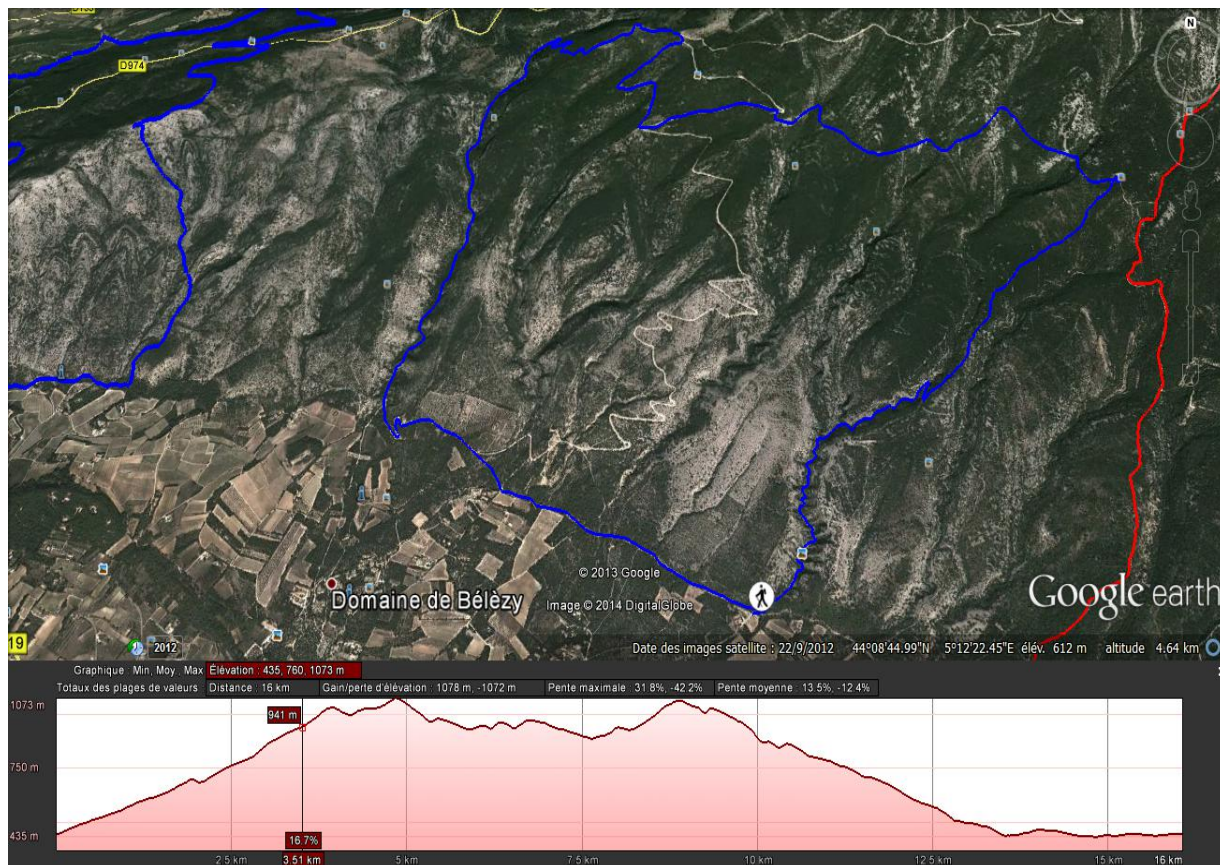 N
D974
© 2013 Google
Image © 2014 DigitalGlobe
Domaine de Bélèzy
Google earth
19
2012
Date des images satellite : 22/9/2012 44°08'44.99"N 5°12'22.45"E élév. 612 m altitude 4.64 km
Graphique : Min, Moy., Max Élévation : 435, 760, 1073 m
Totaux des plages de valeurs Distance : 16 km Gain/perte d'élévation : 1078 m, -1072 m Pente maximale : 31.8%, -42.2% Pente moyenne : 13.5%, -12.4%
1073 m
941 m
750 m
435 m
16.7%
2.5 km 3.51 km 5 km 7.5 km 10 km 12.5 km 15 km 16 km